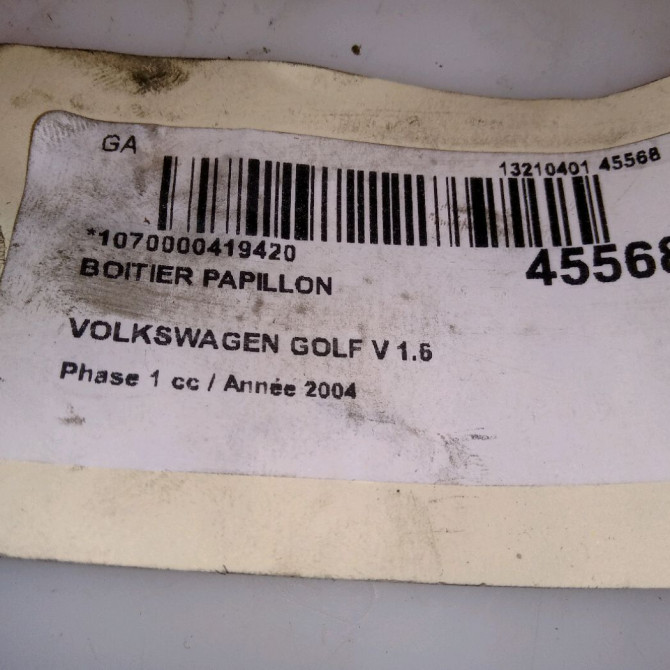 GA
13210401 45568
*1070000419420
45568
BOITIER PAPILLON
VOLKSWAGEN GOLF V 1.6
Phase 1 cc / Année 2004